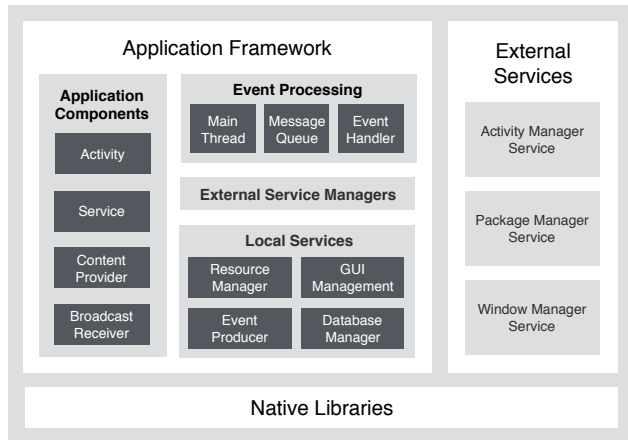 Application Framework
Application
Components
Activity
Service
Content
Provider
Broadcast
Receiver
Event Processing
Main
Thread
Message
Queue
Event
Handler
External Service Managers
Local Services
Resource
Manager
GUI
Management
Event
Producer
Database
Manager
External
Services
Activity Manager
Service
Package Manager
Service
Window Manager
Service
Native Libraries